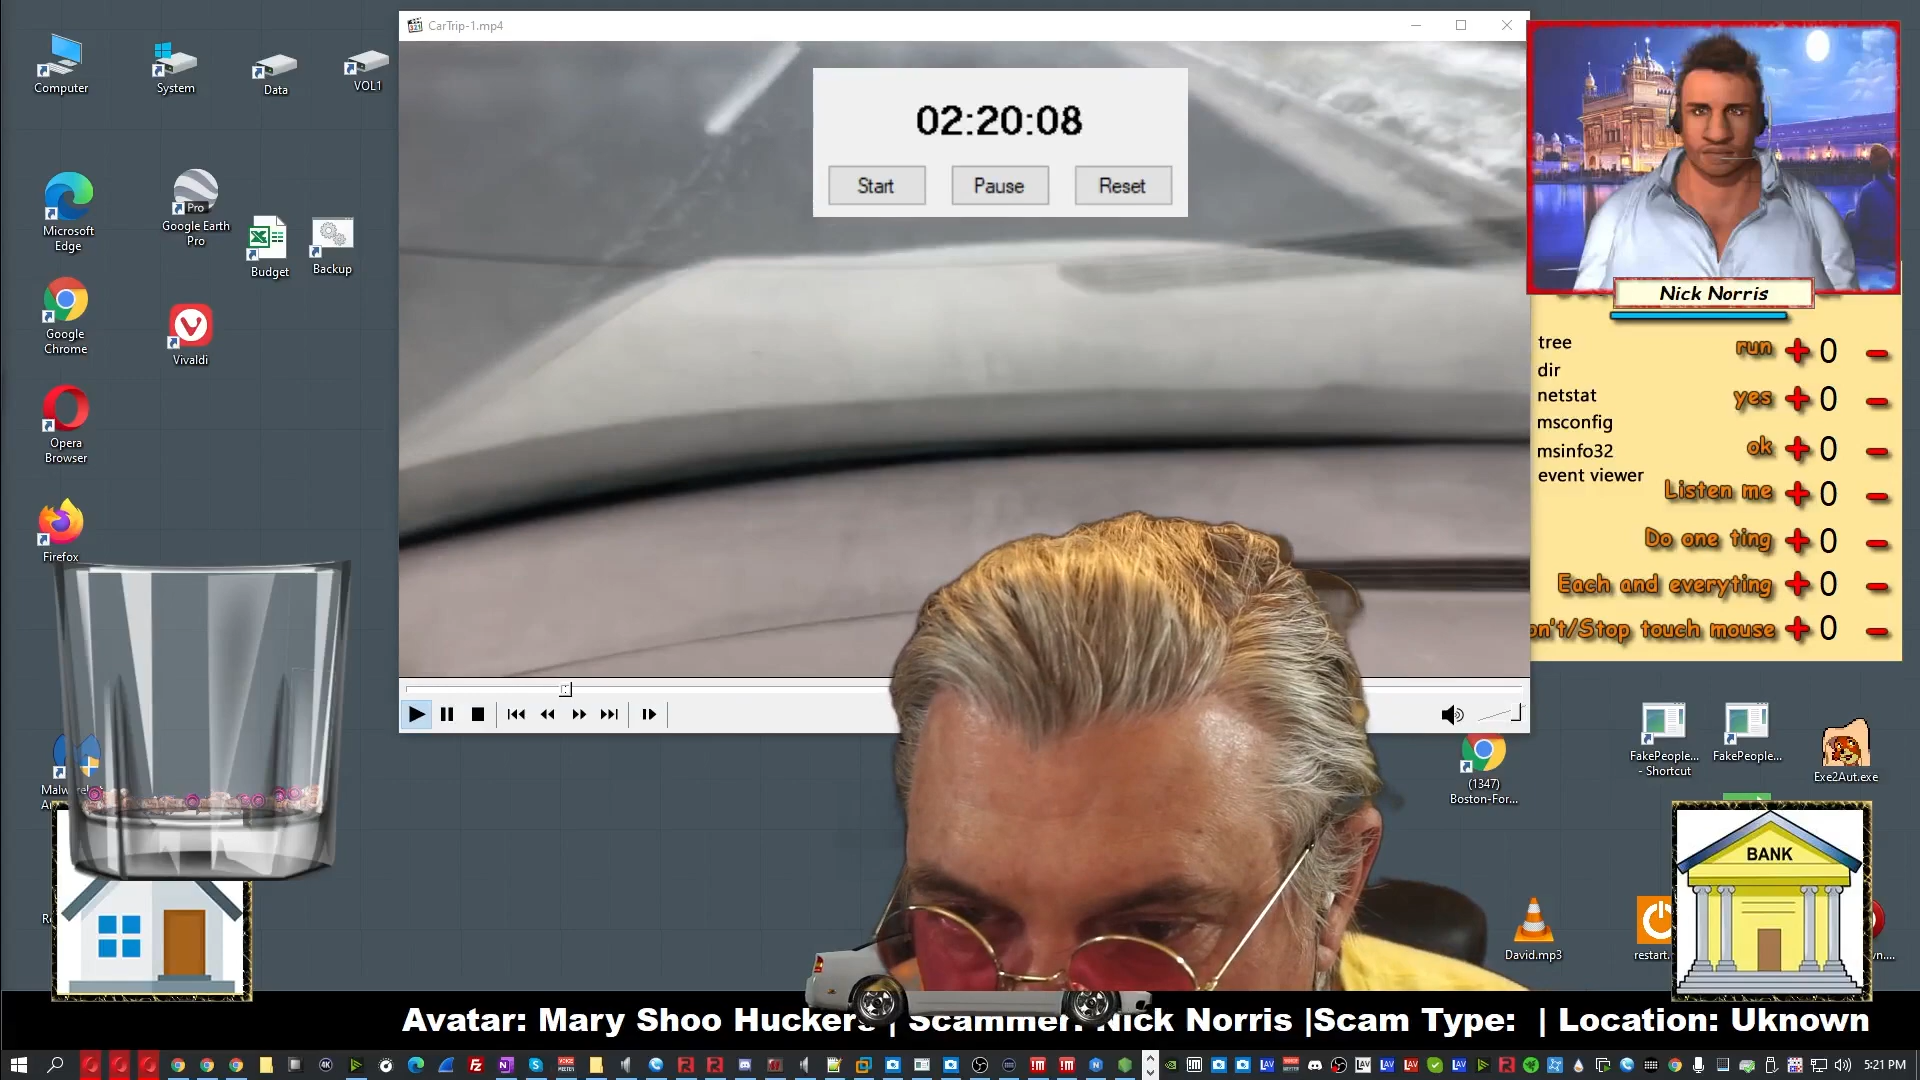 CarTrip-1.mp4
02:20:08
Start
Pause
Reset
Computer
System
Data
VOL1
Microsoft
Edge
Pro
Google Earth
Pro
Budget
Backup
Google
Chrome
Vivaldi
Opera
Browser
Firefox
Nick Norris
tree
dir
netstat
msconfig
msinfo32
event viewer
run + 0 -
yes + 0 -
ok + 0 -
Listen me + 0 -
Do one ting + 0 -
Each and everyting + 0 -
on't/Stop touch mouse + 0 -
(1347)
Boston-For...
FakePeople...
- Shortcut
FakePeople...
Exe2Aut.exe
BANK
David.mp3
restart.
Avatar: Mary Shoo Huckers | Scammer: Nick Norris |Scam Type: | Location: Uknown
5:21 PM